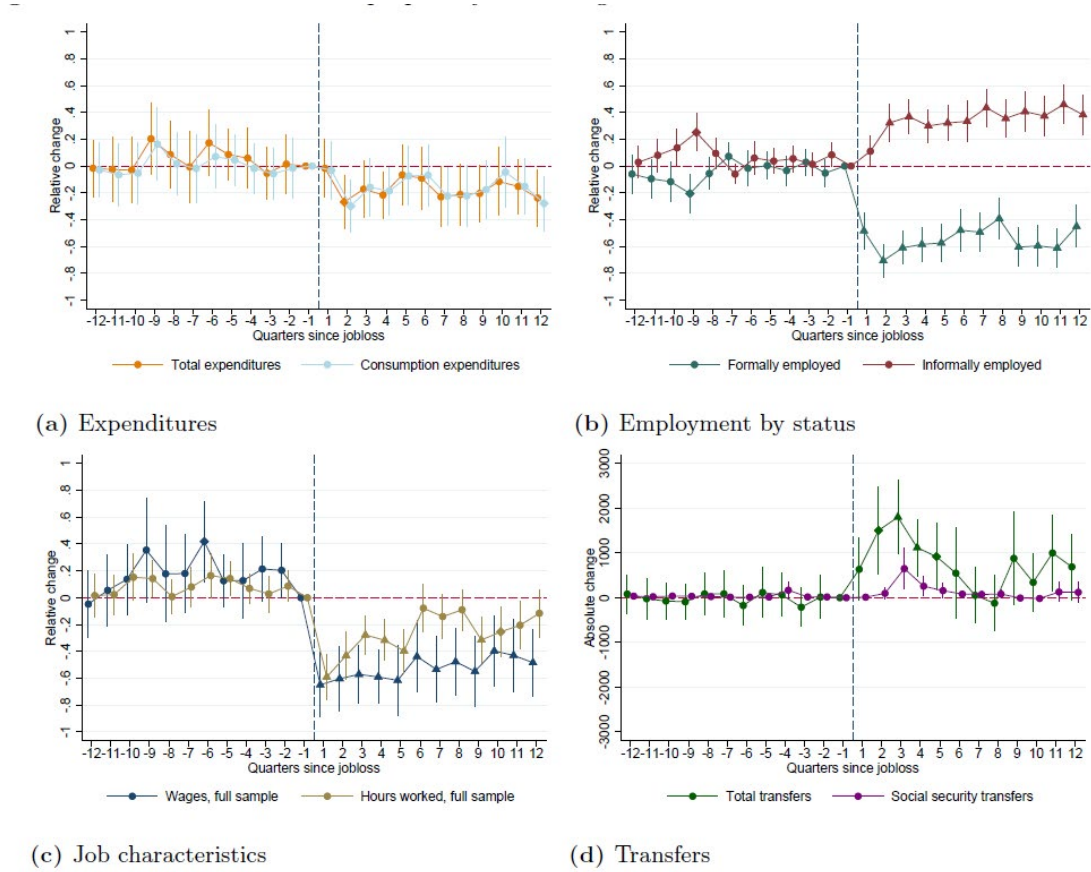 1
.8
.6
.4
.2
0
-.2
-.4
-.6
-.8
-1
Relative change
-12 -11 -10 -9 -8 -7 -6 -5 -4 -3 -2 -1 1 2 3 4 5 6 7 8 9 10 11 12
Quarters since jobloss
Total expenditures Consumption expenditures
(a) Expenditures
1
.8
.6
.4
.2
0
-.2
-.4
-.6
-.8
-1
Relative change
-12 -11 -10 -9 -8 -7 -6 -5 -4 -3 -2 -1 1 2 3 4 5 6 7 8 9 10 11 12
Quarters since jobloss
Formally employed Informally employed
(b) Employment by status
1
.8
.6
.4
.2
0
-.2
-.4
-.6
-.8
-1
Relative change
-12 -11 -10 -9 -8 -7 -6 -5 -4 -3 -2 -1 1 2 3 4 5 6 7 8 9 10 11 12
Quarters since jobloss
Wages, full sample Hours worked, full sample
(c) Job characteristics
3000
2000
1000
0
-1000
-2000
-3000
Absolute change
-12 -11 -10 -9 -8 -7 -6 -5 -4 -3 -2 -1 1 2 3 4 5 6 7 8 9 10 11 12
Quarters since jobloss
Total transfers Social security transfers
(d) Transfers